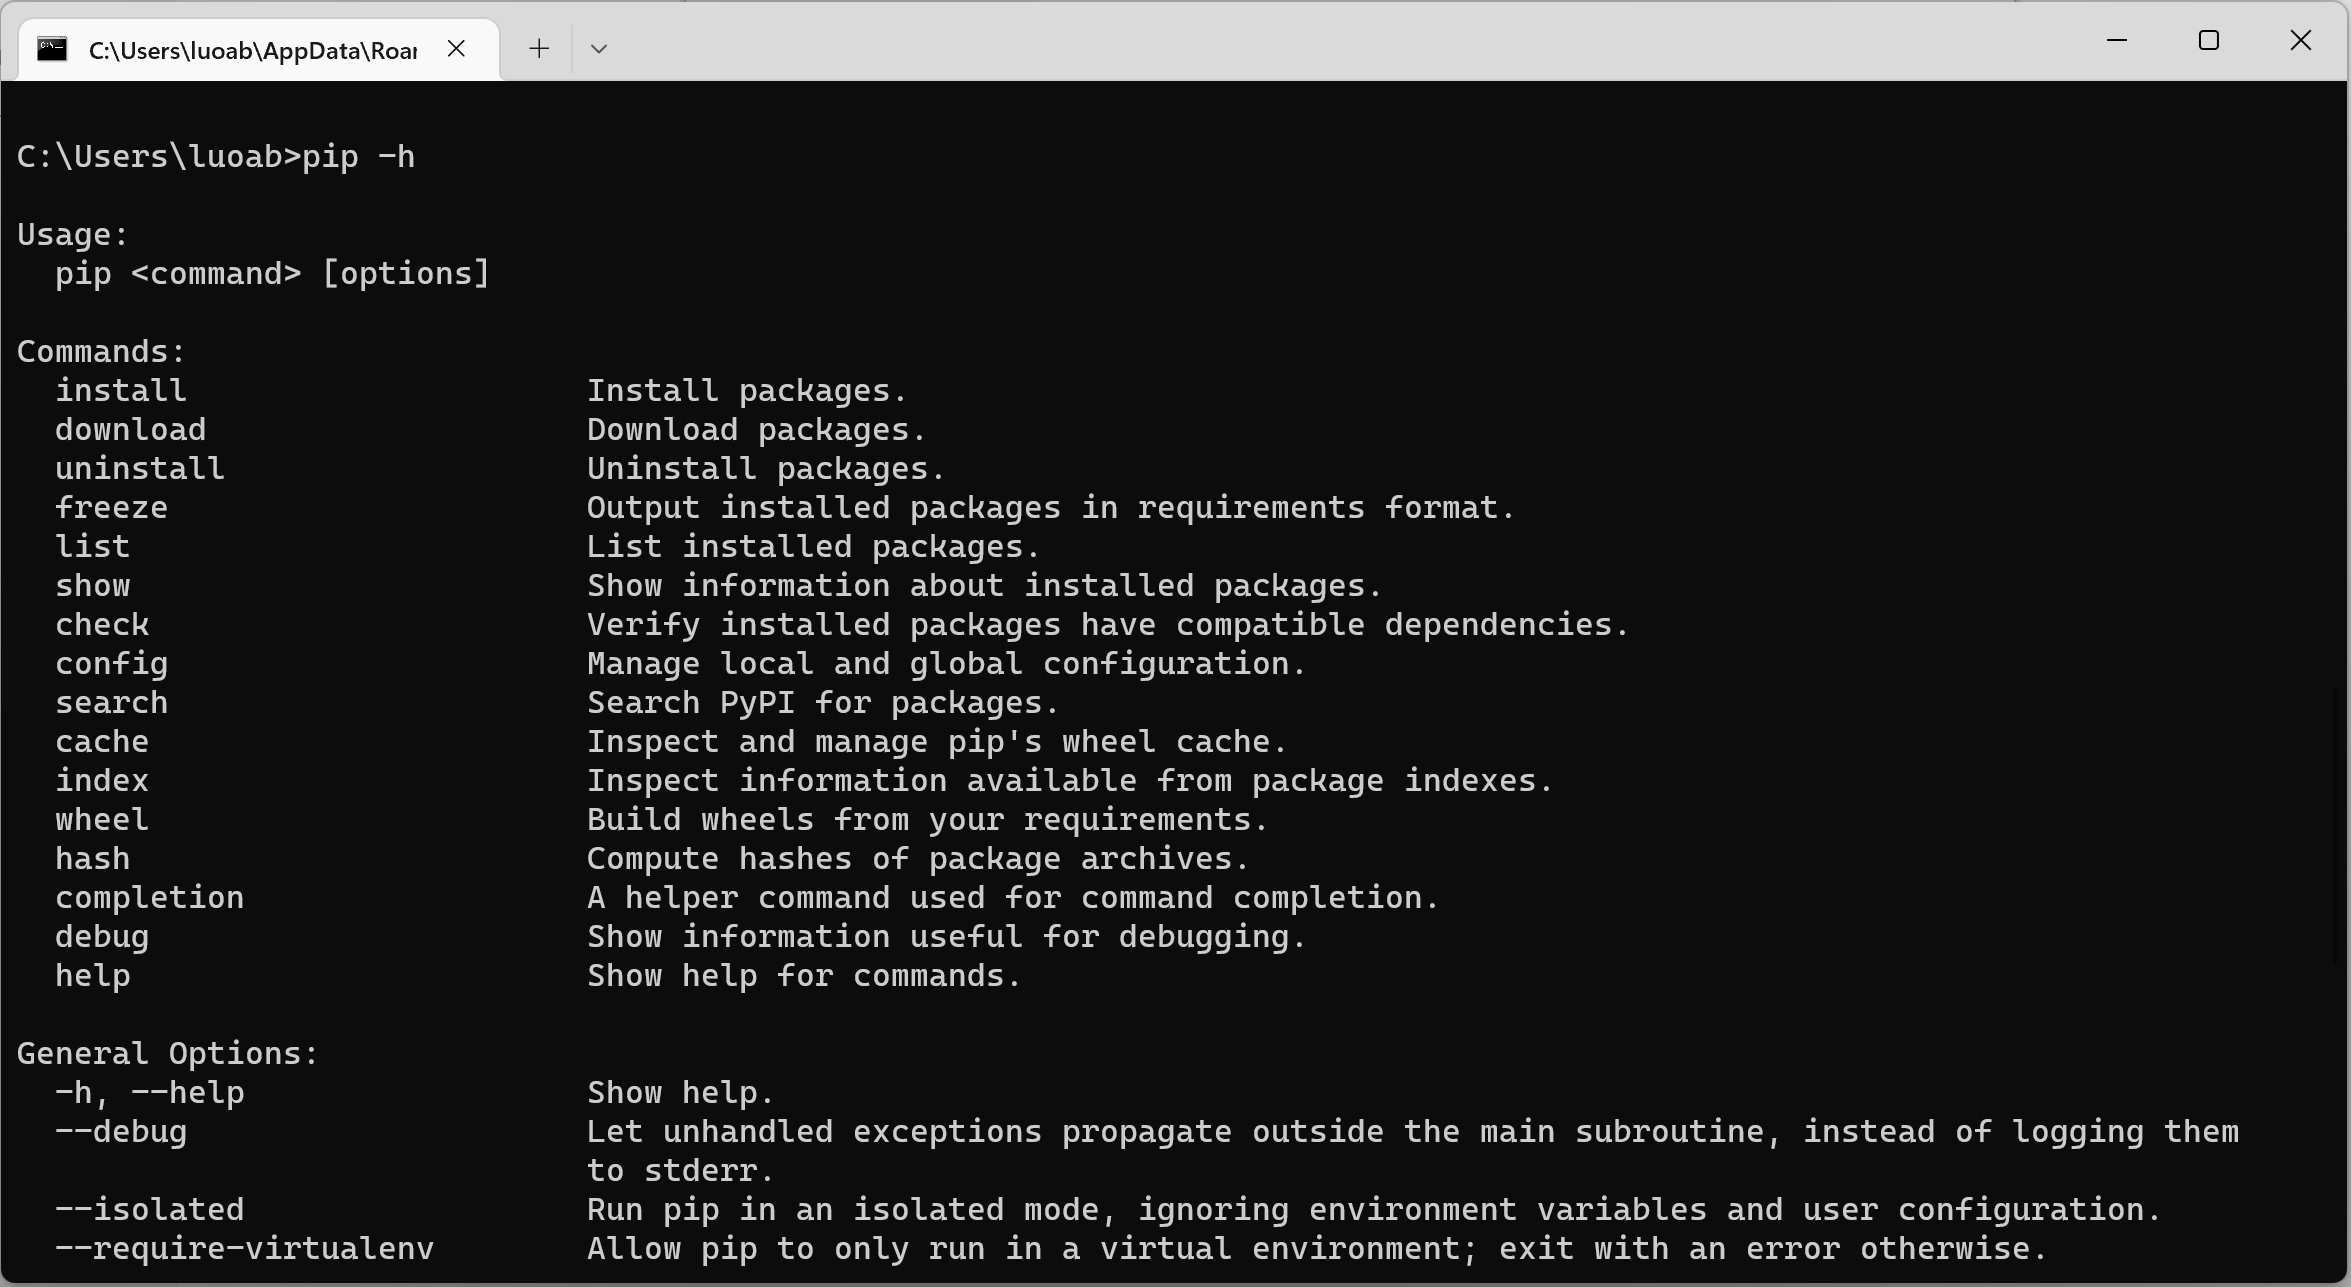 C:\Users\luoab\AppData\Roar
C:\Users\luoab>pip -h
Usage:
  pip <command> [options]
Commands:
  install                     Install packages.
  download                    Download packages.
  uninstall                   Uninstall packages.
  freeze                      Output installed packages in requirements format.
  list                        List installed packages.
  show                        Show information about installed packages.
  check                       Verify installed packages have compatible dependencies.
  config                      Manage local and global configuration.
  search                      Search PyPI for packages.
  cache                       Inspect and manage pip's wheel cache.
  index                       Inspect information available from package indexes.
  wheel                       Build wheels from your requirements.
  hash                        Compute hashes of package archives.
  completion                  A helper command used for command completion.
  debug                       Show information useful for debugging.
  help                        Show help for commands.
General Options:
  -h, --help                  Show help.
  --debug                     Let unhandled exceptions propagate outside the main subroutine, instead of logging them
                              to stderr.
  --isolated                  Run pip in an isolated mode, ignoring environment variables and user configuration.
  --require-virtualenv        Allow pip to only run in a virtual environment; exit with an error otherwise.